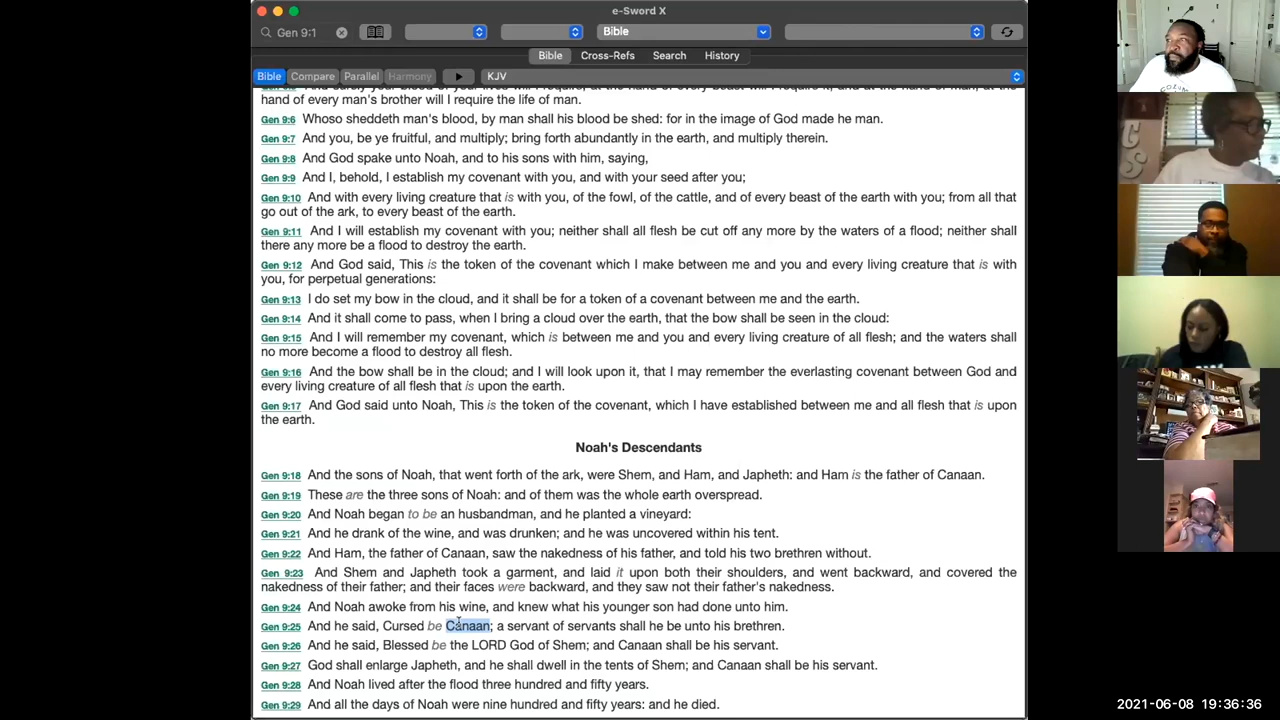 e-Sword X
Gen 9:1
Bible
Bible Cross-Refs Search History
Bible Compare Parallel Harmony KJV
hand of every man's brother will I require the life of man.
Gen 9:6 Whoso sheddeth man's blood, by man shall his blood be shed: for in the image of God made he man.
Gen 9:7 And you, be ye fruitful, and multiply; bring forth abundantly in the earth, and multiply therein.
Gen 9:8 And God spake unto Noah, and to his sons with him, saying,
Gen 9:9 And I, behold, I establish my covenant with you, and with your seed after you;
Gen 9:10 And with every living creature that is with you, of the fowl, of the cattle, and of every beast of the earth with you; from all that
go out of the ark, to every beast of the earth.
Gen 9:11 And I will establish my covenant with you; neither shall all flesh be cut off any more by the waters of a flood; neither shall
there any more be a flood to destroy the earth.
Gen 9:12 And God said, This is the token of the covenant which I make between me and you and every living creature that is with
you, for perpetual generations:
Gen 9:13 I do set my bow in the cloud, and it shall be for a token of a covenant between me and the earth.
Gen 9:14 And it shall come to pass, when I bring a cloud over the earth, that the bow shall be seen in the cloud:
Gen 9:15 And I will remember my covenant, which is between me and you and every living creature of all flesh; and the waters shall
no more become a flood to destroy all flesh.
Gen 9:16 And the bow shall be in the cloud; and I will look upon it, that I may remember the everlasting covenant between God and
every living creature of all flesh that is upon the earth.
Gen 9:17 And God said unto Noah, This is the token of the covenant, which I have established between me and all flesh that is upon
the earth.
Noah's Descendants
Gen 9:18 And the sons of Noah, that went forth of the ark, were Shem, and Ham, and Japheth: and Ham is the father of Canaan.
Gen 9:19 These are the three sons of Noah: and of them was the whole earth overspread.
Gen 9:20 And Noah began to be an husbandman, and he planted a vineyard:
Gen 9:21 And he drank of the wine, and was drunken; and he was uncovered within his tent.
Gen 9:22 And Ham, the father of Canaan, saw the nakedness of his father, and told his two brethren without.
Gen 9:23 And Shem and Japheth took a garment, and laid it upon both their shoulders, and went backward, and covered the
nakedness of their father; and their faces were backward, and they saw not their father's nakedness.
Gen 9:24 And Noah awoke from his wine, and knew what his younger son had done unto him.
Gen 9:25 And he said, Cursed be Canaan; a servant of servants shall he be unto his brethren.
Gen 9:26 And he said, Blessed be the LORD God of Shem; and Canaan shall be his servant.
Gen 9:27 God shall enlarge Japheth, and he shall dwell in the tents of Shem; and Canaan shall be his servant.
Gen 9:28 And Noah lived after the flood three hundred and fifty years.
Gen 9:29 And all the days of Noah were nine hundred and fifty years: and he died.
2021-06-08 19:36:36